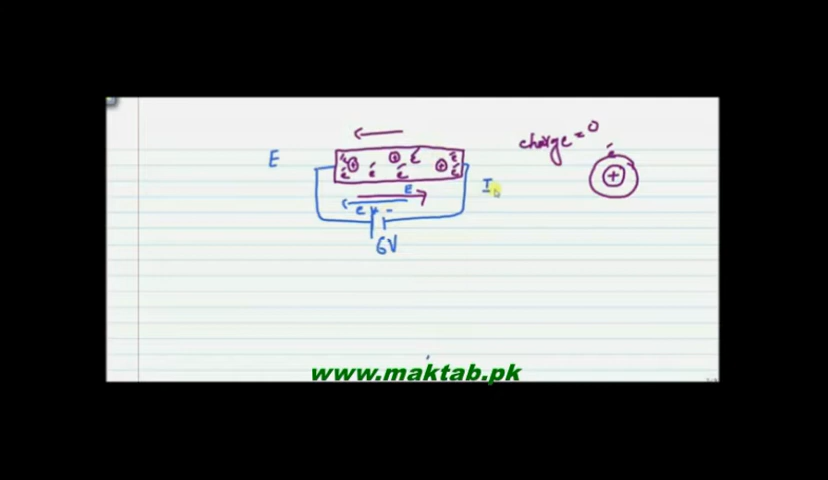 charge = 0
E
+ + +
e e e e e e
+
E
I
e + -
6V
www.maktab.pk